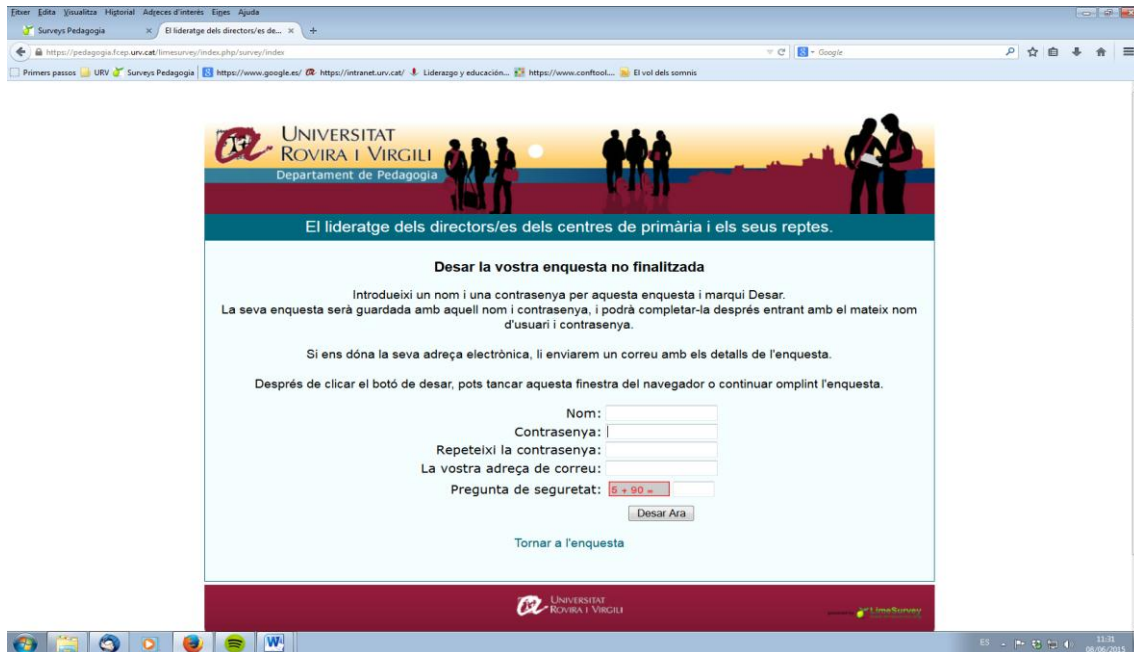 Fitxer Edita Visualitza Historial Adreces d'interès Eines Ajuda
Surveys Pedagogia × El lideratge dels directors/es de... × +
https://pedagogia.fcep.urv.cat/limesurvey/index.php/survey/index Google
Primers passos URV Surveys Pedagogia https://www.google.es/ https://intranet.urv.cat/ Liderazgo y educación... https://www.conftool.... El vol dels somnis
UNIVERSITAT
ROVIRA I VIRGILI
Departament de Pedagogia
El lideratge dels directors/es dels centres de primària i els seus reptes.
Desar la vostra enquesta no finalitzada
Introdueixi un nom i una contrasenya per aquesta enquesta i marqui Desar.
La seva enquesta serà guardada amb aquell nom i contrasenya, i podrà completar-la després entrant amb el mateix nom
d'usuari i contrasenya.
Si ens dóna la seva adreça electrònica, li enviarem un correu amb els detalls de l'enquesta.
Després de clicar el botó de desar, pots tancar aquesta finestra del navegador o continuar omplint l'enquesta.
Nom:
Contrasenya:
Repeteixi la contrasenya:
La vostra adreça de correu:
Pregunta de seguretat: 5 + 90 =
Desar Ara
Tornar a l'enquesta
UNIVERSITAT
ROVIRA I VIRGILI
LimeSurvey
ES 11:31
08/06/2015